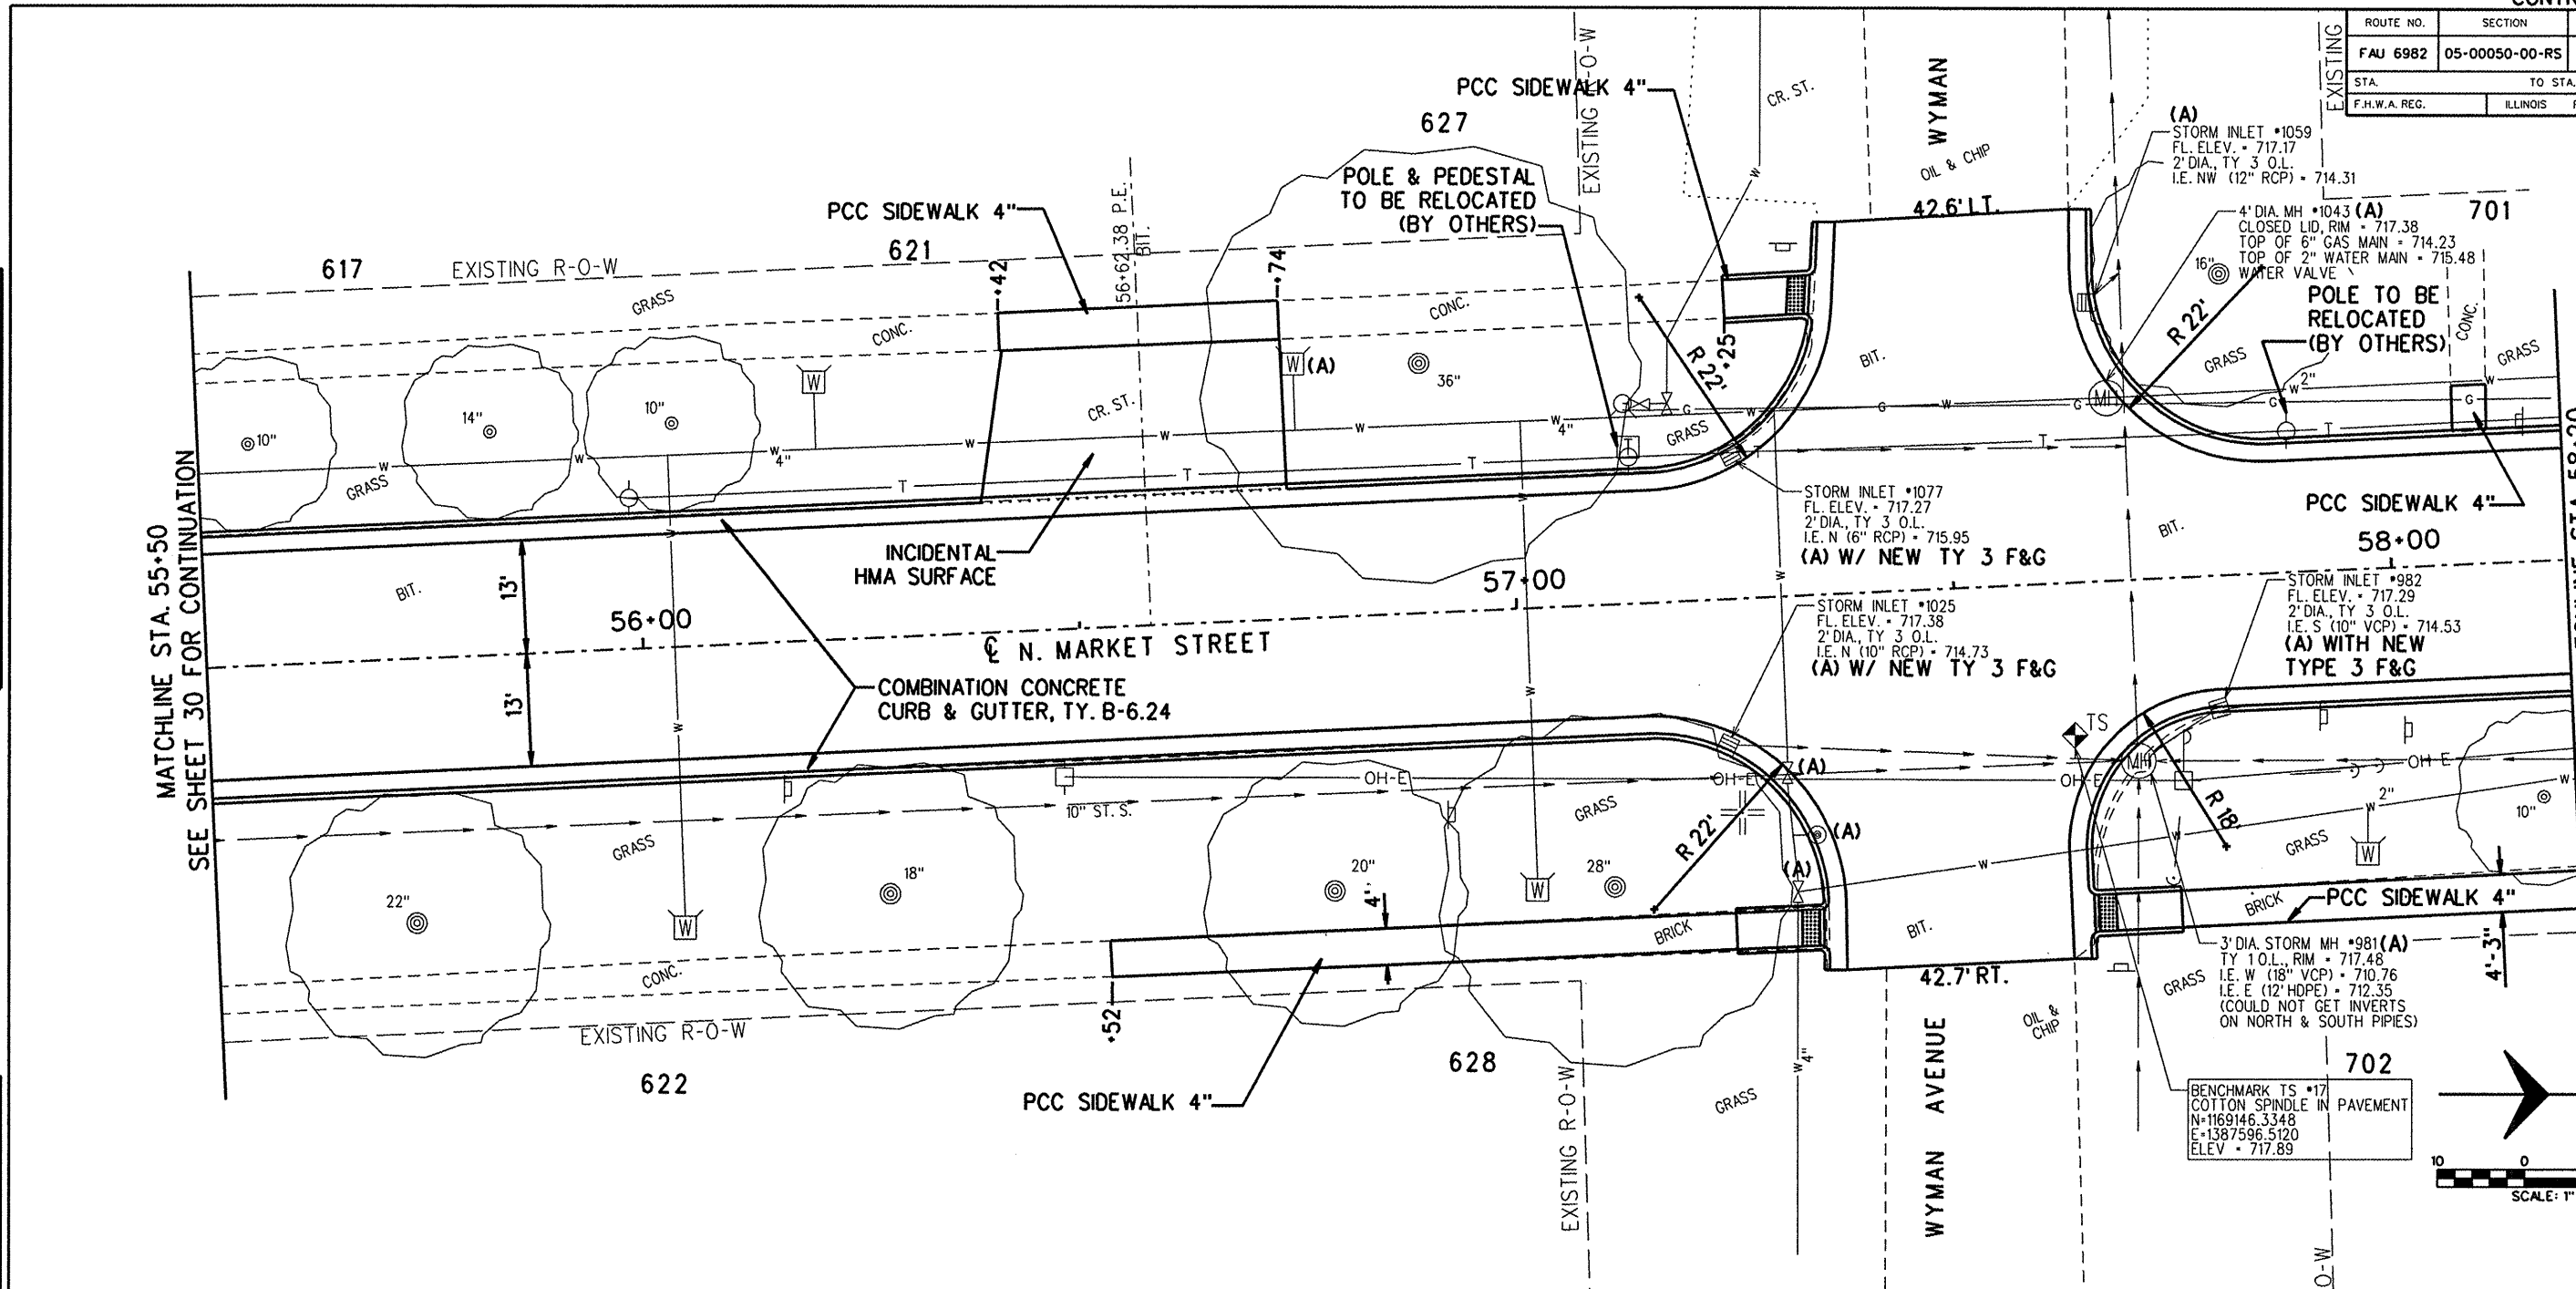 CONTR
ROUTE NO. SECTION
FAU 6982 05-00050-00-RS
STA. TO STA.
F.H.W.A. REG. ILLINOIS
EXISTING
PCC SIDEWALK 4"
EXISTING R-O-W
CR. ST.
WYMAN
OIL & CHIP
627
(A)
STORM INLET #1059
FL. ELEV. = 717.17
2' DIA., TY 3 O.L.
I.E. NW (12" RCP) = 714.31
POLE & PEDESTAL
TO BE RELOCATED
(BY OTHERS)
PCC SIDEWALK 4"
621
56+62.38 P.E.
BIT.
42.6' LT.
4' DIA. MH #1043 (A)
CLOSED LID, RIM = 717.38
TOP OF 6" GAS MAIN = 714.23
TOP OF 2" WATER MAIN = 715.48
WATER VALVE
701
16"
617
EXISTING R-O-W
+42
+74
GRASS
CONC.
CONC.
R 22'
+25
BIT.
R 22'
POLE TO BE
RELOCATED
(BY OTHERS)
CONC.
GRASS
GRASS
10"
14"
10"
W
W (A)
36"
CR. ST.
W 4"
W 4"
W 2"
G
T
MH
GRASS
GRASS
PCC SIDEWALK 4"
MATCHLINE STA. 55+50
SEE SHEET 30 FOR CONTINUATION
INCIDENTAL
HMA SURFACE
STORM INLET #1077
FL. ELEV. = 717.27
2' DIA., TY 3 O.L.
I.E. N (6" RCP) = 715.95
(A) W/ NEW TY 3 F&G
BIT.
58+00
BIT.
13'
13'
56+00
57+00
℄ N. MARKET STREET
STORM INLET #1025
FL. ELEV. = 717.38
2' DIA., TY 3 O.L.
I.E. N (10" RCP) = 714.73
(A) W/ NEW TY 3 F&G
STORM INLET #982
FL. ELEV. = 717.29
2' DIA., TY 3 O.L.
I.E. S (10" VCP) = 714.53
(A) WITH NEW
TYPE 3 F&G
COMBINATION CONCRETE
CURB & GUTTER, TY. B-6.24
TS
OH-E
OH-E
(A)
OH-E
MH
OH-E
10" ST. S.
GRASS
GRASS
R 22'
(A)
(A)
R 18'
W 2"
10"
GRASS
W
22"
18"
20"
28"
4'
W
W
BRICK
BIT.
BRICK
PCC SIDEWALK 4"
CONC.
42.7' RT.
3' DIA. STORM MH #981 (A)
TY 1 O.L., RIM = 717.48
I.E. W (18" VCP) = 710.76
I.E. E (12' HDPE) = 712.35
(COULD NOT GET INVERTS
ON NORTH & SOUTH PIPIES)
4'-3"
GRASS
EXISTING R-O-W
+52
OIL &
CHIP
622
628
W 4"
GRASS
702
PCC SIDEWALK 4"
EXISTING R-O-W
WYMAN AVENUE
BENCHMARK TS #17
COTTON SPINDLE IN PAVEMENT
N=1169146.3348
E=1387596.5120
ELEV = 717.89
10 0
SCALE: 1"
O-W